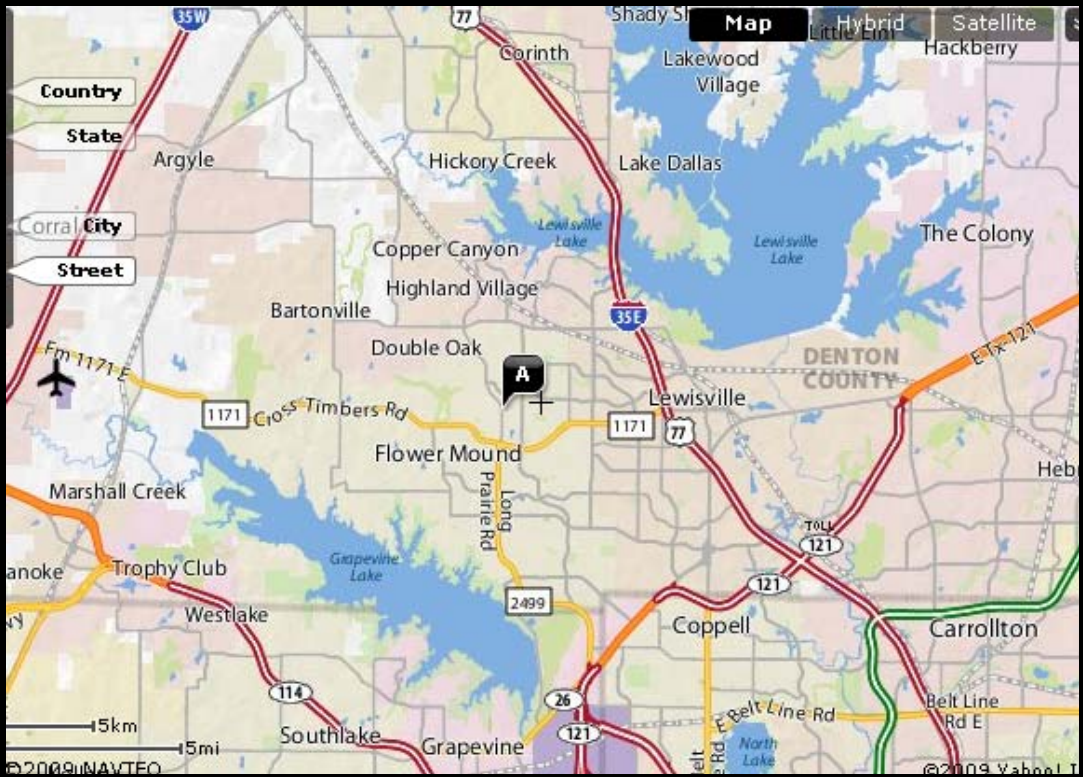 35W
77
Shady Sh
Map
Hybrid
Satellite
Little Elm
Hackberry
Corinth
Lakewood
Village
Country
State
Argyle
Hickory Creek
Lake Dallas
Corral City
Street
Lewisville
Lake
Lewisville
Lake
The Colony
Copper Canyon
Highland Village
Bartonville
35E
Double Oak
Fm 1171 E
E Tx-121
DENTON
COUNTY
A
Lewisville
1171
Cross Timbers Rd
1171
77
Flower Mound
Heb
Marshall Creek
Long
Prairie Rd
TOLL
121
Grapevine
Lake
anoke
Trophy Club
121
2499
Westlake
wy
Coppell
Carrollton
114
26
Belt Line
Rd E
E Belt Line Rd
5km
121
Southlake
Grapevine
5mi
North
Lake
elt
e Rd
©2009 NAVTEQ
©2009 Yahoo! I